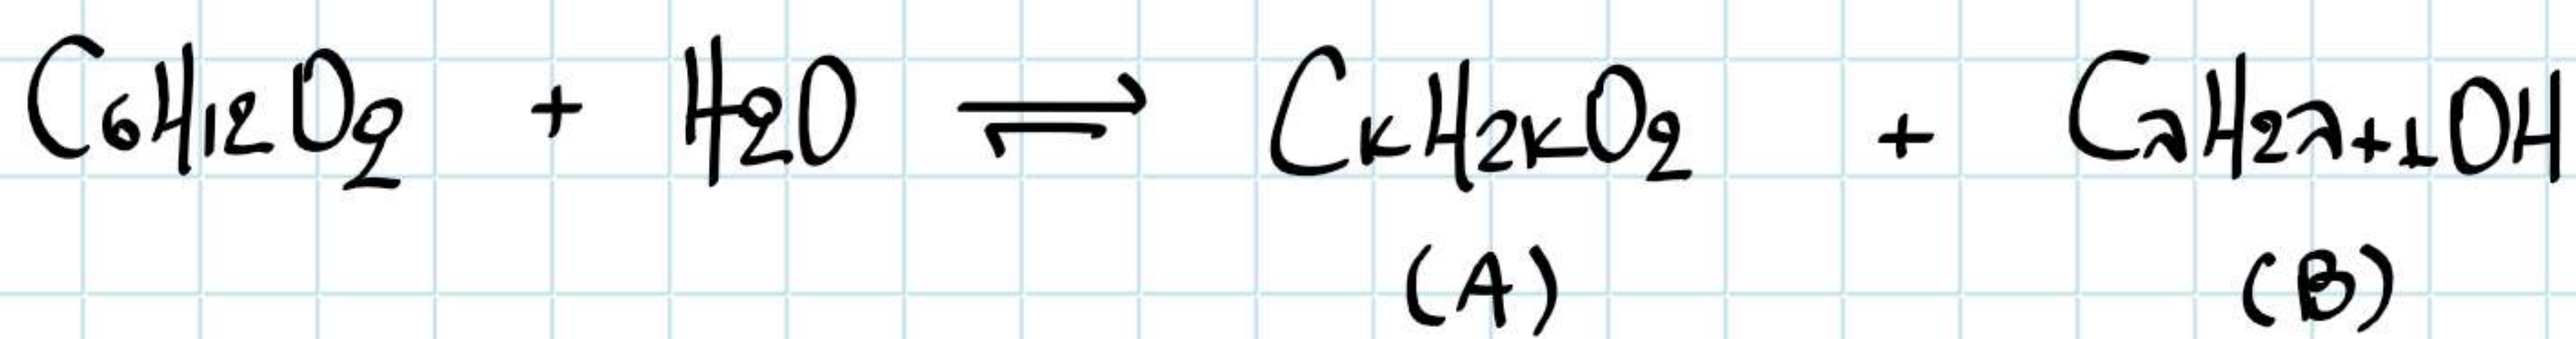 C6H12O2 + H2O ⇌ CκH2κO2 + CλH2λ+1OH
(A) (B)